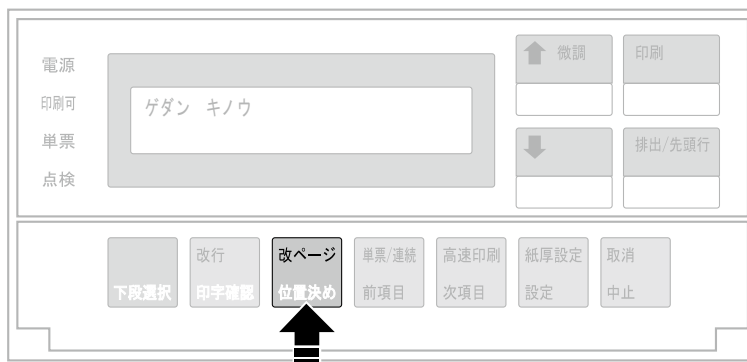 電源
印刷可
単票
点検
ゲダン キノウ
微調
印刷
排出/先頭行
下段選択
改行
印字確認
改ページ
位置決め
単票/連続
前項目
高速印刷
次項目
紙厚設定
設定
取消
中止